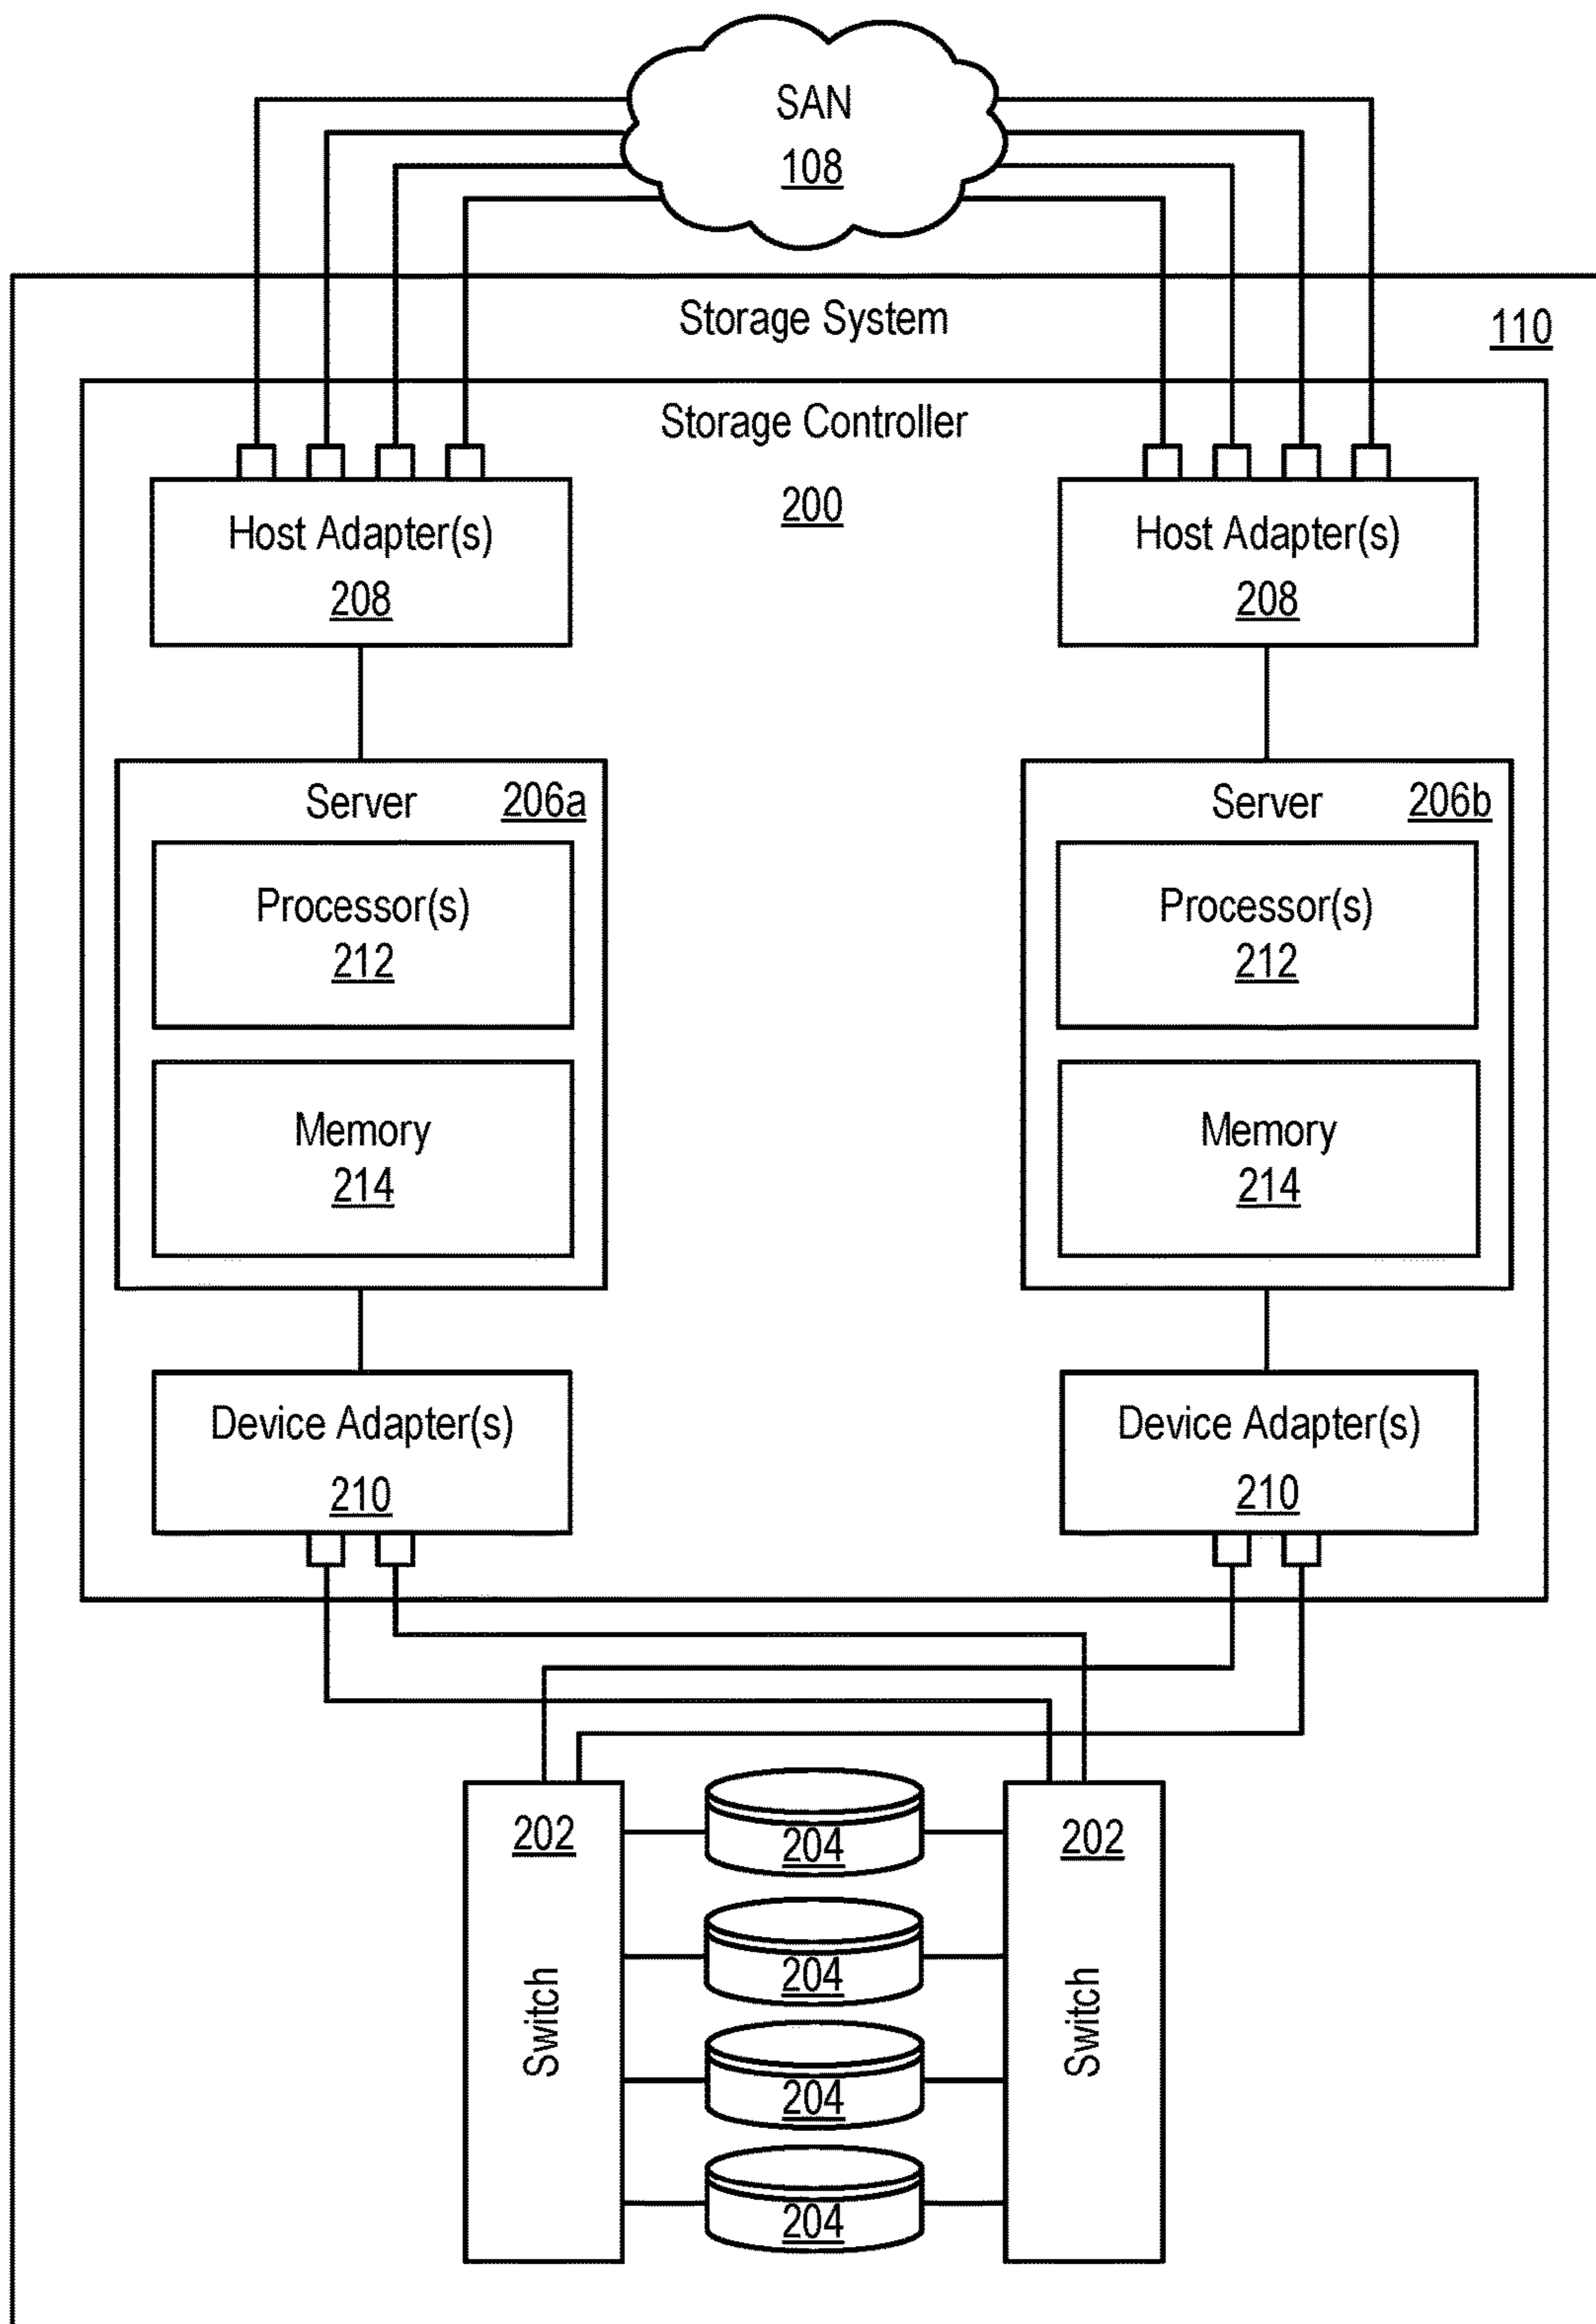 SAN
108
Storage System
110
Storage Controller
200
Host Adapter(s)
208
Host Adapter(s)
208
Server
206a
Processor(s)
212
Memory
214
Server
206b
Processor(s)
212
Memory
214
Device Adapter(s)
210
Device Adapter(s)
210
202
Switch
204
204
204
204
202
Switch